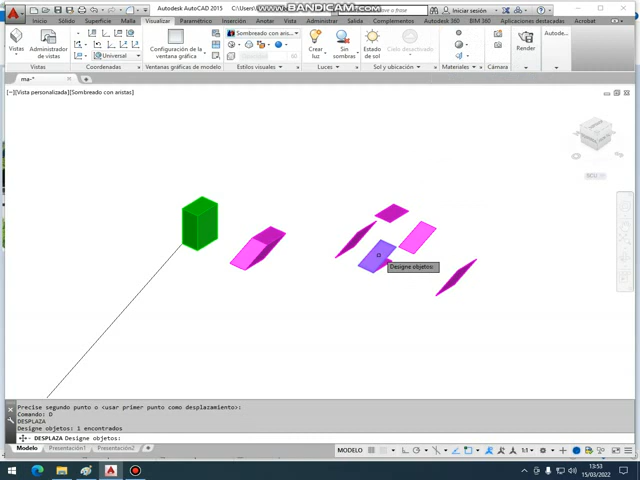 WWW.BANDICAM.COM
Autodesk AutoCAD 2015
Iniciar sesión
Inicio Sólido Superficie Malla Visualizar Paramétrico Inserción Anotar Vista Administrar Salida Complementos Autodesk 360 BIM 360 Aplicaciones destacadas Acrobat
Vistas
Administrador de vistas
Universal
Configuración de la ventana gráfica
Sombreado con aris...
Crear luz
Sin sombras
Estado de sol
Cielo desactivado
Render
Autode...
Vistas
Coordenadas
Ventanas gráficas de modelo
Estilos visuales
Luces
Sol y ubicación
Materiales
Cámara
ma-*
[−][Vista personalizada][Sombreado con aristas]
Designe objetos:
Precise segundo punto o <usar primer punto como desplazamiento>:
Comando: D
DESPLAZA
Designe objetos: 1 encontrados
DESPLAZA Designe objetos:
Modelo Presentación1 Presentación2
MODELO
1:1
13:53
15/03/2022